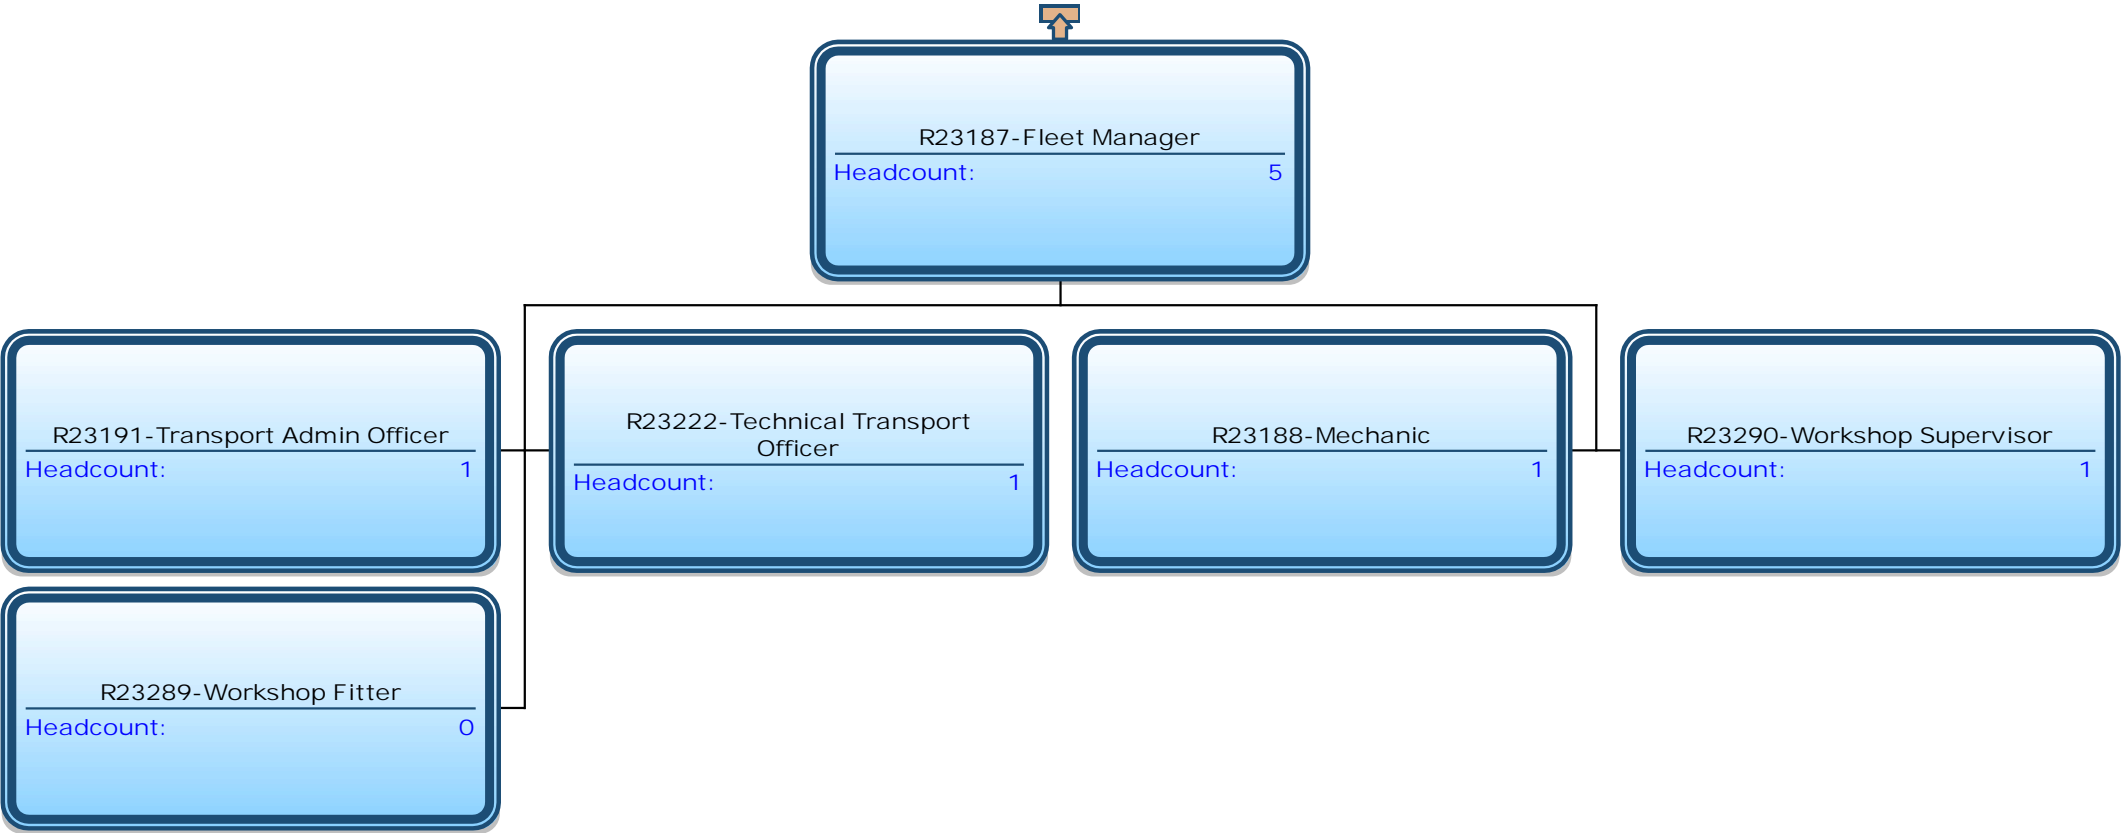 R23187-Fleet Manager
Headcount: 5
R23191-Transport Admin Officer
Headcount: 1
R23222-Technical Transport
Officer
Headcount: 1
R23188-Mechanic
Headcount: 1
R23290-Workshop Supervisor
Headcount: 1
R23289-Workshop Fitter
Headcount: 0